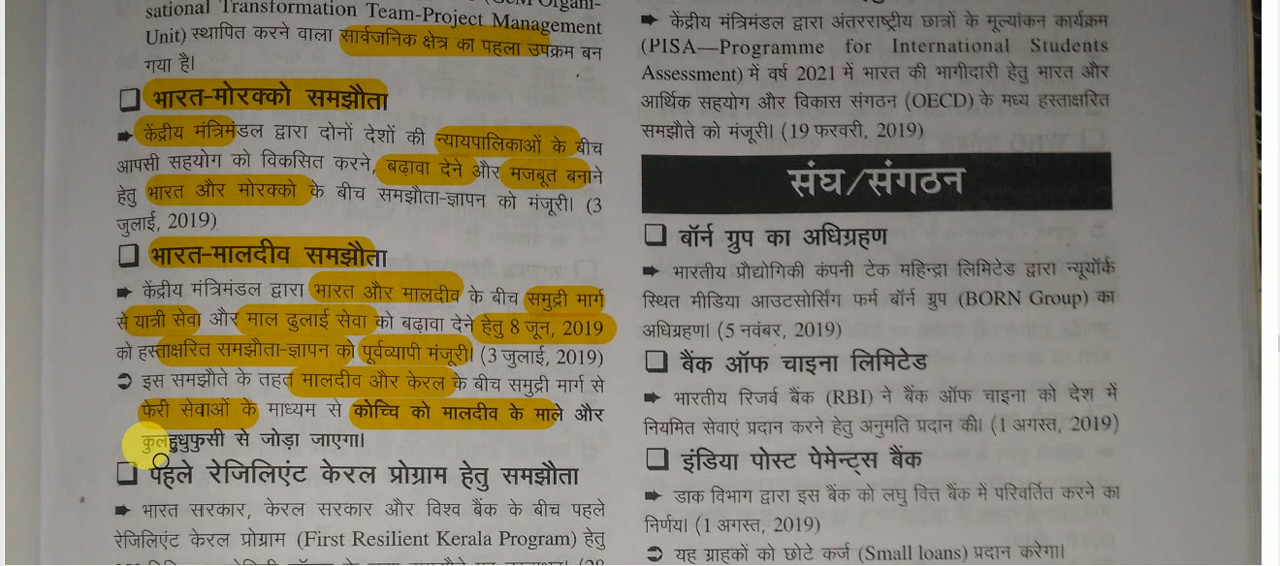 sational Transformation Team-Project Management
Unit) स्थापित करने वाला सार्वजनिक क्षेत्र का पहला उपक्रम बन
गया है।
❑ भारत-मोरक्को समझौता
➨ केंद्रीय मंत्रिमंडल द्वारा दोनों देशों की न्यायपालिकाओं के बीच
आपसी सहयोग को विकसित करने, बढ़ावा देने और मजबूत बनाने
हेतु भारत और मोरक्को के बीच समझौता-ज्ञापन को मंजूरी। (3
जुलाई, 2019)
❑ भारत-मालदीव समझौता
➨ केंद्रीय मंत्रिमंडल द्वारा भारत और मालदीव के बीच समुद्री मार्ग
से यात्री सेवा और माल ढुलाई सेवा को बढ़ावा देने हेतु 8 जून, 2019
को हस्ताक्षरित समझौता-ज्ञापन को पूर्वव्यापी मंजूरी। (3 जुलाई, 2019)
➲ इस समझौते के तहत मालदीव और केरल के बीच समुद्री मार्ग से
फेरी सेवाओं के माध्यम से कोच्चि को मालदीव के माले और
कुलहुधुफुसी से जोड़ा जाएगा।
❑ पहिले रेजिलिएंट केरल प्रोग्राम हेतु समझौता
➨ भारत सरकार, केरल सरकार और विश्व बैंक के बीच पहले
रेजिलिएंट केरल प्रोग्राम (First Resilient Kerala Program) हेतु
➨ केंद्रीय मंत्रिमंडल द्वारा अंतरराष्ट्रीय छात्रों के मूल्यांकन कार्यक्रम
(PISA—Programme for International Students
Assessment) में वर्ष 2021 में भारत की भागीदारी हेतु भारत और
आर्थिक सहयोग और विकास संगठन (OECD) के मध्य हस्ताक्षरित
समझौते को मंजूरी। (19 फरवरी, 2019)
संघ/संगठन
❑ बॉर्न ग्रुप का अधिग्रहण
➨ भारतीय प्रौद्योगिकी कंपनी टेक महिन्द्रा लिमिटेड द्वारा न्यूयॉर्क
स्थित मीडिया आउटसोर्सिंग फर्म बॉर्न ग्रुप (BORN Group) का
अधिग्रहण। (5 नवंबर, 2019)
❑ बैंक ऑफ चाइना लिमिटेड
➨ भारतीय रिजर्व बैंक (RBI) ने बैंक ऑफ चाइना को देश में
नियमित सेवाएं प्रदान करने हेतु अनुमति प्रदान की। (1 अगस्त, 2019)
❑ इंडिया पोस्ट पेमेन्ट्स बैंक
➨ डाक विभाग द्वारा इस बैंक को लघु वित्त बैंक में परिवर्तित करने का
निर्णय। (1 अगस्त, 2019)
➲ यह ग्राहकों को छोटे कर्ज (Small loans) प्रदान करेगा।